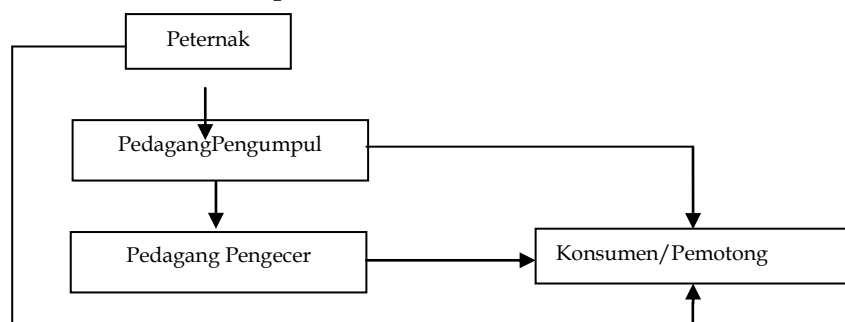 Peternak
PedagangPengumpul
Pedagang Pengecer
Konsumen/Pemotong